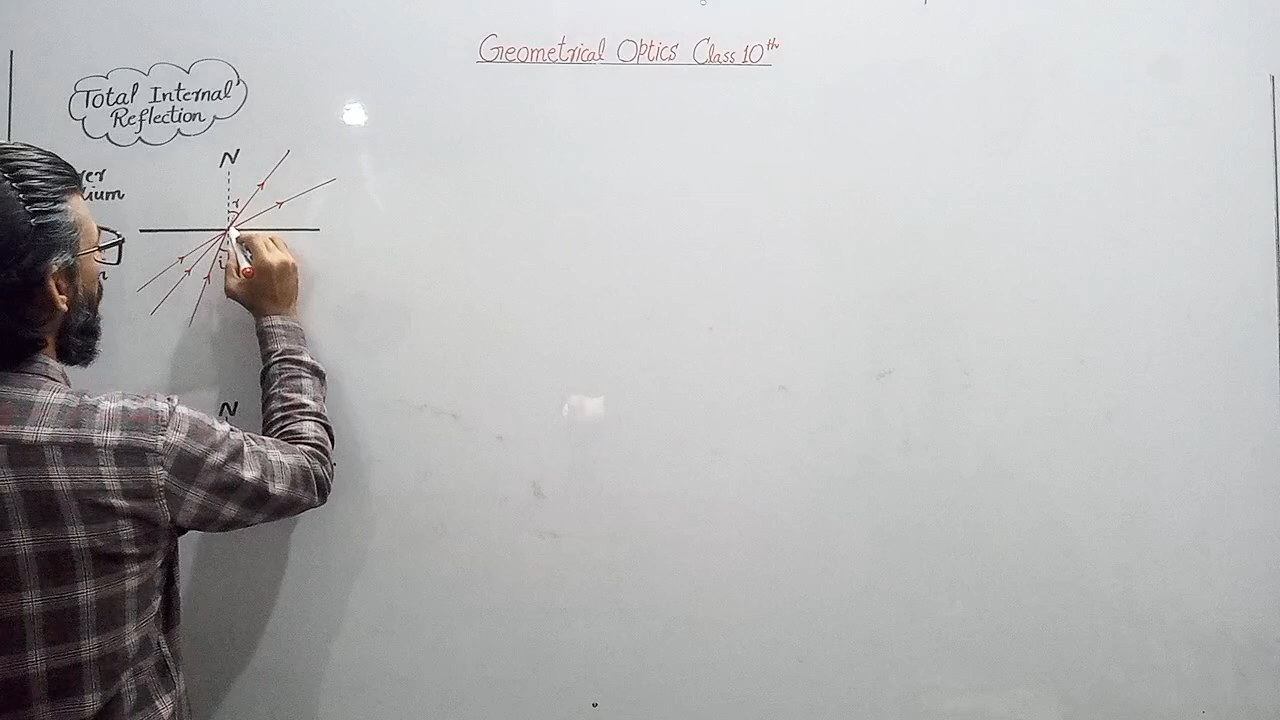 Geometrical Optics Class 10th
Total Internal
Reflection
N
r
i
N